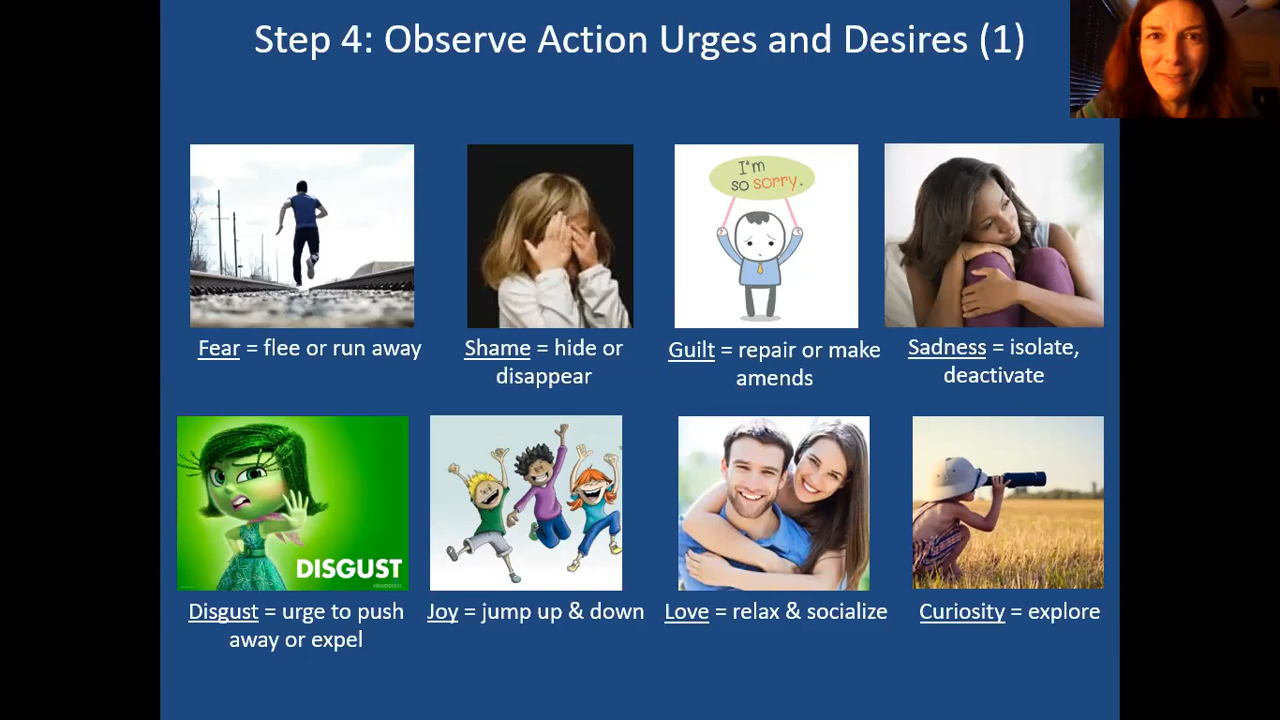 Step 4: Observe Action Urges and Desires (1)
I'm
so sorry.
Fear = flee or run away
Shame = hide or
disappear
Guilt = repair or make
amends
Sadness = isolate,
deactivate
DISGUST
Disgust = urge to push
away or expel
Joy = jump up & down
Love = relax & socialize
Curiosity = explore